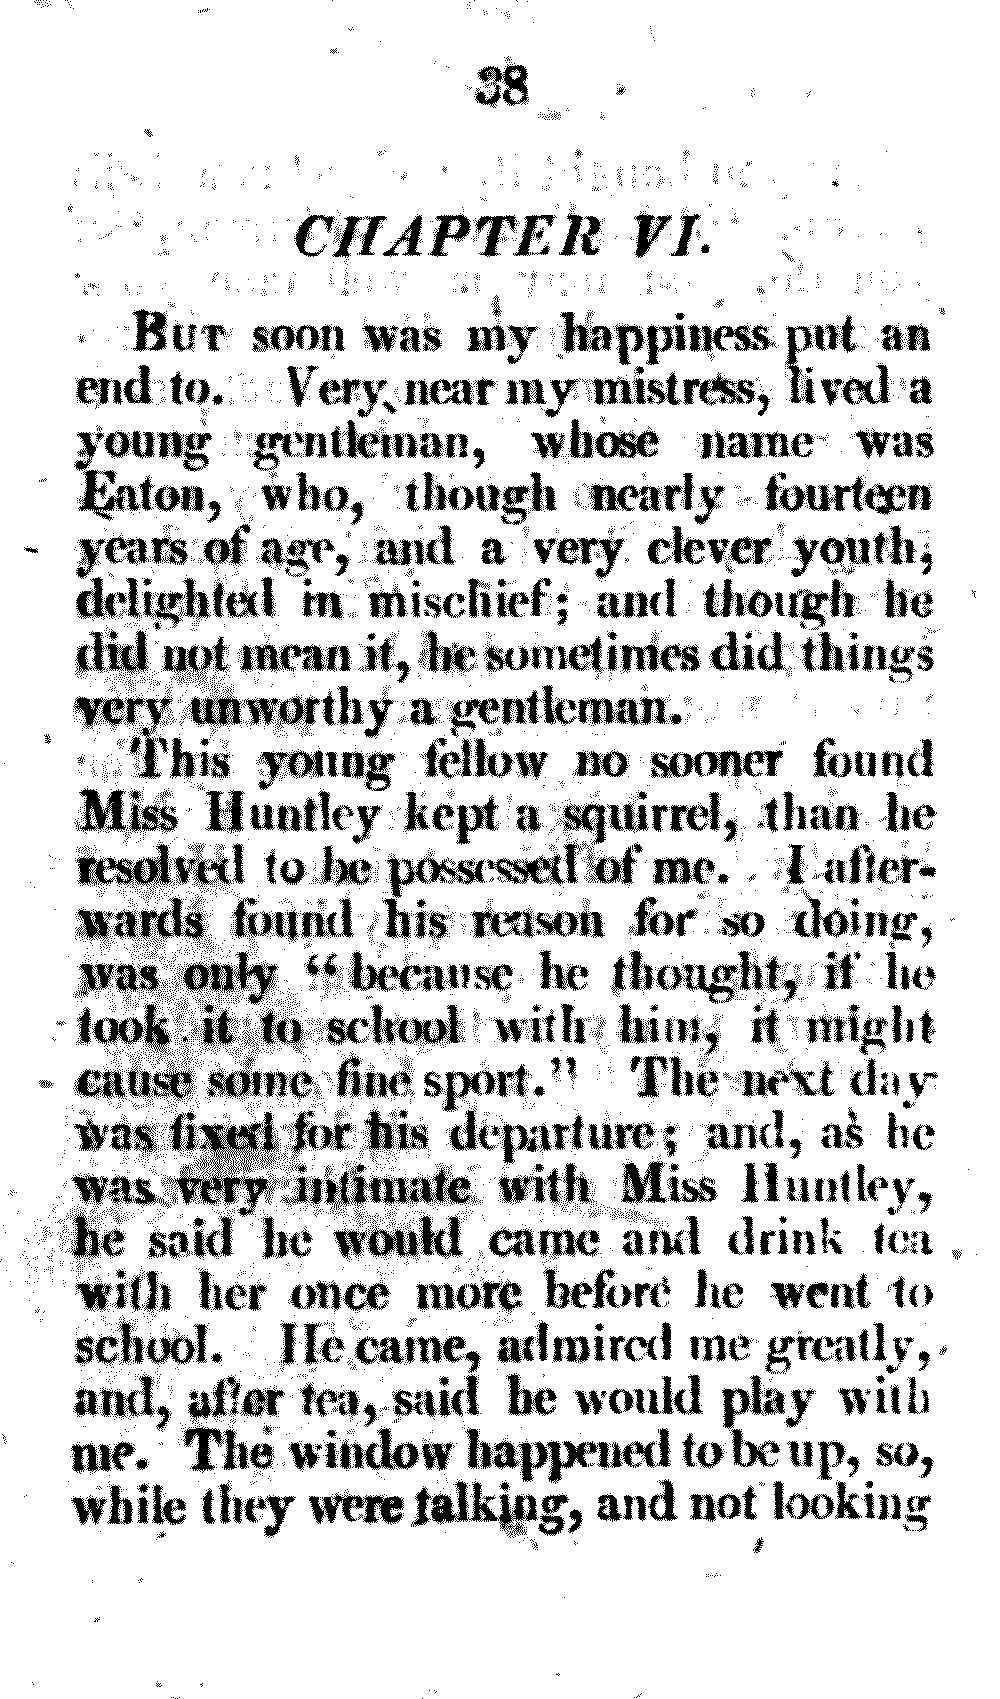 38
CHAPTER VI.
BUT soon was my happiness put an
end to. Very near my mistress, lived a
young gentleman, whose name was
Eaton, who, though nearly fourteen
years of age, and a very clever youth,
delighted in mischief; and though he
did not mean it, he sometimes did things
very unworthy a gentleman.
This young fellow no sooner found
Miss Huntley kept a squirrel, than he
resolved to be possessed of me. I after-
wards found his reason for so doing,
was only “because he thought, if he
took it to school with him, it might
cause some fine sport.” The next day
was fixed for his departure; and, as he
was very intimate with Miss Huntley,
he said he would came and drink tea
with her once more before he went to
school. He came, admired me greatly,
and, after tea, said he would play with
me. The window happened to be up, so,
while they were talking, and not looking